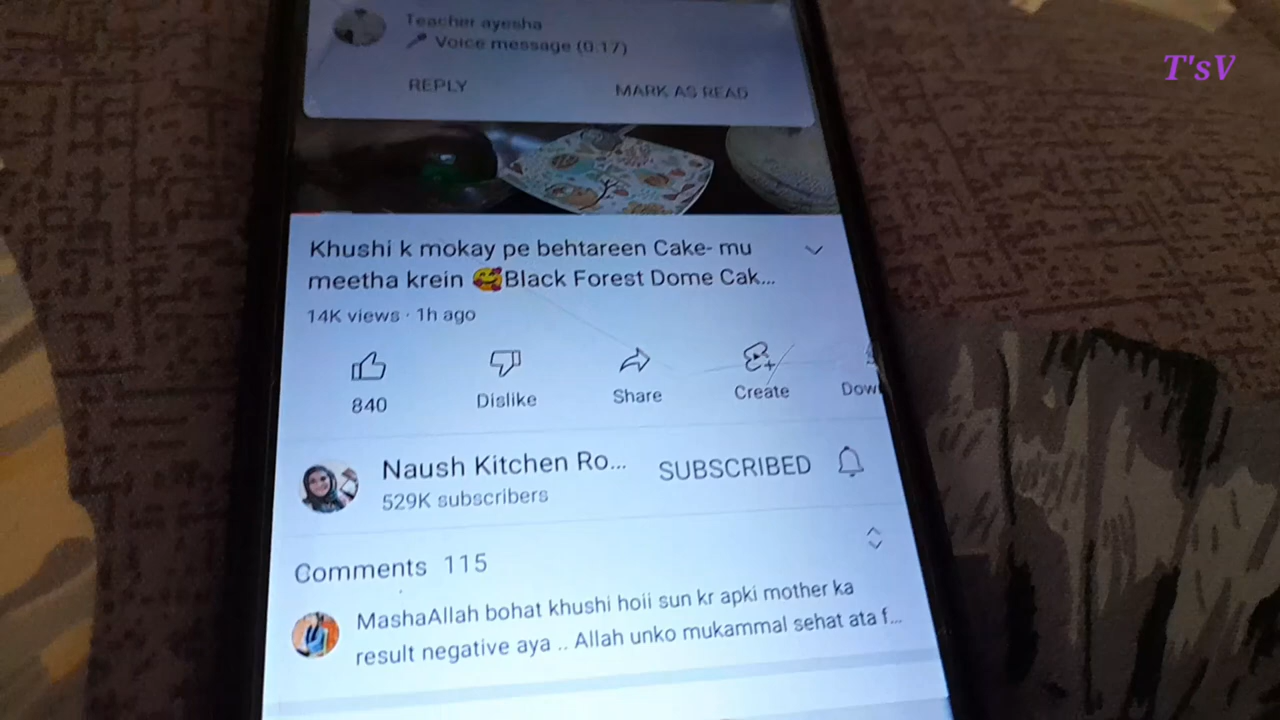 Teacher ayesha
Voice message (0:17)
REPLY
MARK AS READ
T'sV
Khushi k mokay pe behtareen Cake- mu
meetha krein 🥰Black Forest Dome Cak...
14K views · 1h ago
840
Dislike
Share
Create
Dow
Naush Kitchen Ro...
SUBSCRIBED
529K subscribers
Comments 115
MashaAllah bohat khushi hoii sun kr apki mother ka
result negative aya .. Allah unko mukammal sehat ata f...